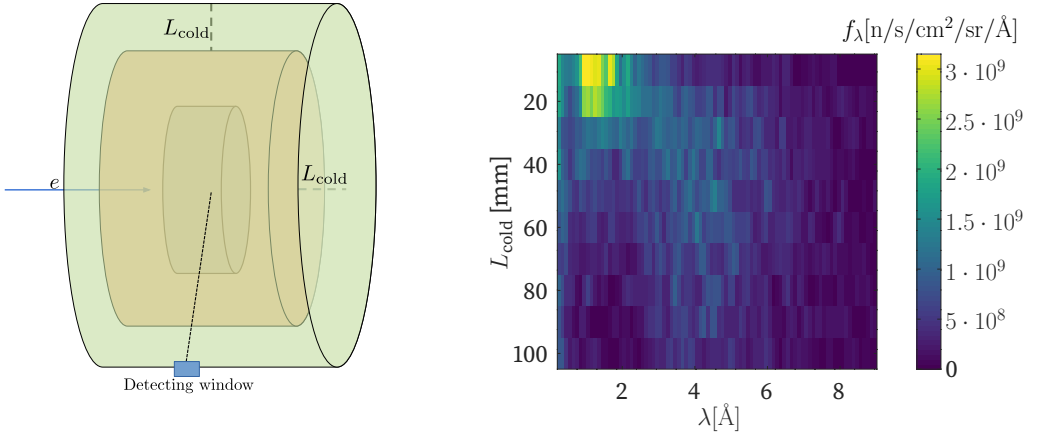 L_cold
e
L_cold
Detecting window
f_λ[n/s/cm²/sr/Å]
3 · 10⁹
2.5 · 10⁹
2 · 10⁹
1.5 · 10⁹
1 · 10⁹
5 · 10⁸
0
L_cold [mm]
20
40
60
80
100
2 4 6 8
λ[Å]